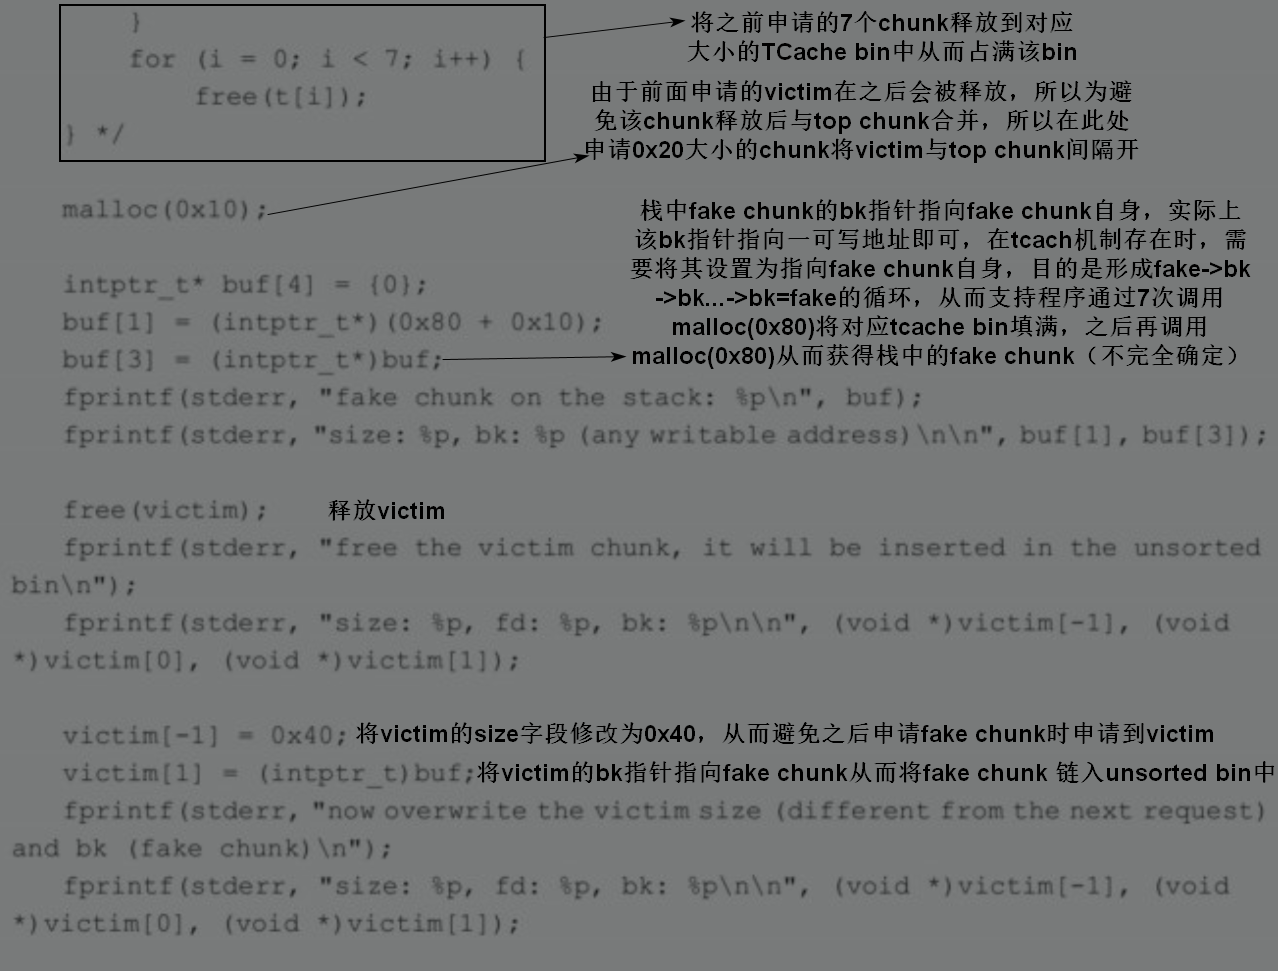 }
for (i = 0; i < 7; i++) {
free(t[i]);
} */
将之前申请的7个chunk释放到对应
大小的TCache bin中从而占满该bin
由于前面申请的victim在之后会被释放，所以为避
免该chunk释放后与top chunk合并，所以在此处
申请0x20大小的chunk将victim与top chunk间隔开
malloc(0x10);
栈中fake chunk的bk指针指向fake chunk自身，实际上
该bk指针指向一可写地址即可，在tcach机制存在时，需
要将其设置为指向fake chunk自身，目的是形成fake->bk
->bk...->bk=fake的循环，从而支持程序通过7次调用
malloc(0x80)将对应tcache bin填满，之后再调用
malloc(0x80)从而获得栈中的fake chunk（不完全确定）
intptr_t* buf[4] = {0};
buf[1] = (intptr_t*)(0x80 + 0x10);
buf[3] = (intptr_t*)buf;
fprintf(stderr, "fake chunk on the stack: %p\n", buf);
fprintf(stderr, "size: %p, bk: %p (any writable address)\n\n", buf[1], buf[3]);
free(victim); 释放victim
fprintf(stderr, "free the victim chunk, it will be inserted in the unsorted
bin\n");
fprintf(stderr, "size: %p, fd: %p, bk: %p\n\n", (void *)victim[-1], (void
*)victim[0], (void *)victim[1]);
victim[-1] = 0x40; 将victim的size字段修改为0x40，从而避免之后申请fake chunk时申请到victim
victim[1] = (intptr_t)buf;将victim的bk指针指向fake chunk从而将fake chunk 链入unsorted bin中
fprintf(stderr, "now overwrite the victim size (different from the next request)
and bk (fake chunk)\n");
fprintf(stderr, "size: %p, fd: %p, bk: %p\n\n", (void *)victim[-1], (void
*)victim[0], (void *)victim[1]);